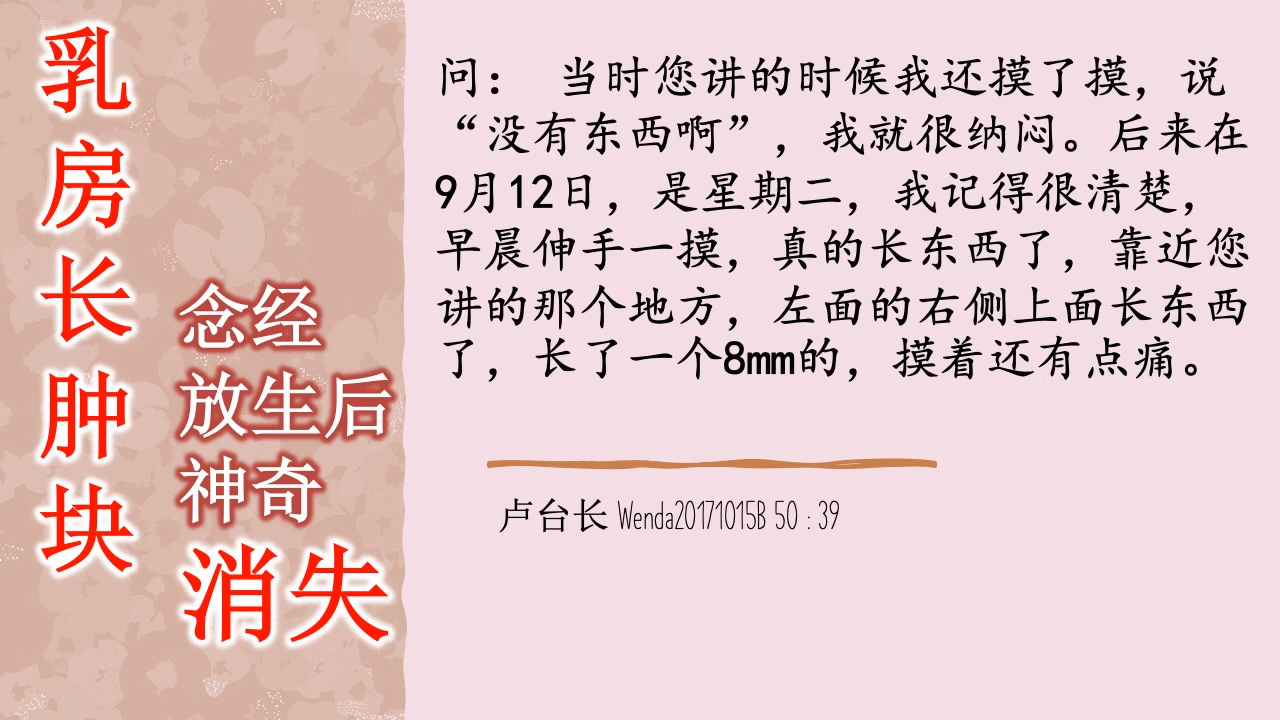 乳房长肿块
念经
放生后
神奇
消失
问： 当时您讲的时候我还摸了摸，说
“没有东西啊”，我就很纳闷。后来在
9月12日，是星期二，我记得很清楚，
早晨伸手一摸，真的长东西了，靠近您
讲的那个地方，左面的右侧上面长东西
了，长了一个8mm的，摸着还有点痛。
卢台长 Wenda20171015B 50：39